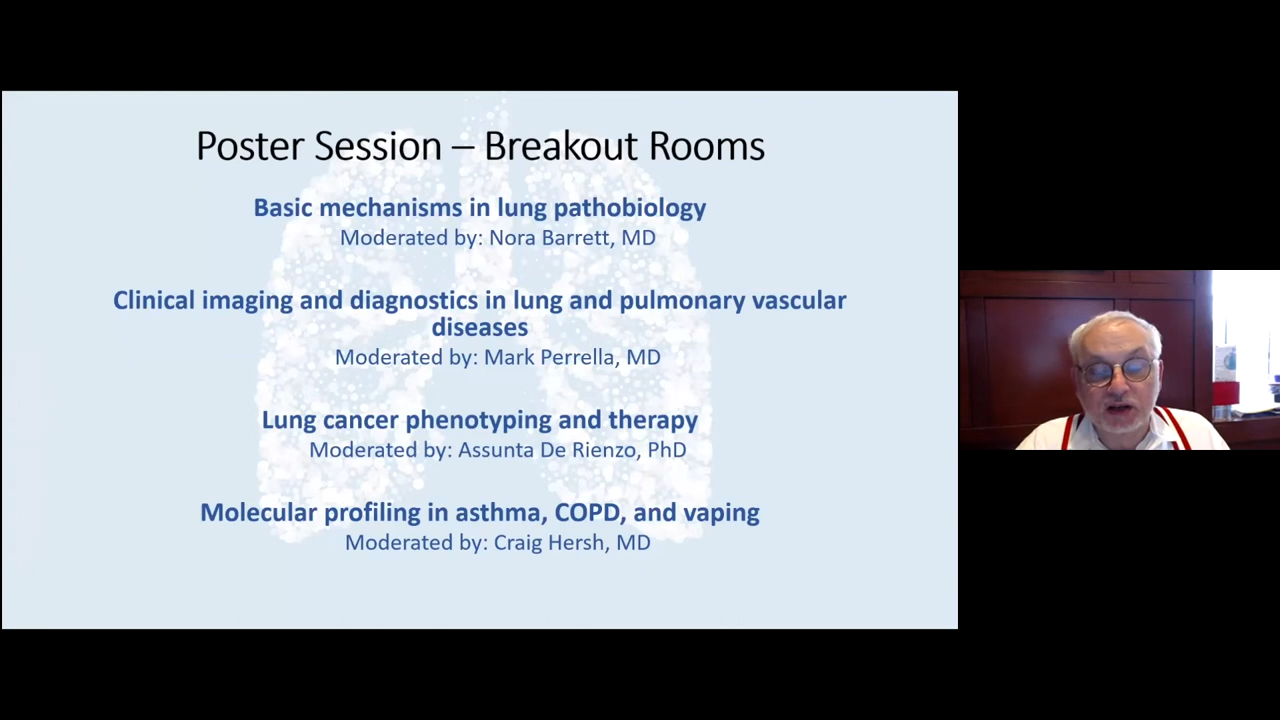 Poster Session – Breakout Rooms
Basic mechanisms in lung pathobiology
Moderated by: Nora Barrett, MD
Clinical imaging and diagnostics in lung and pulmonary vascular
diseases
Moderated by: Mark Perrella, MD
Lung cancer phenotyping and therapy
Moderated by: Assunta De Rienzo, PhD
Molecular profiling in asthma, COPD, and vaping
Moderated by: Craig Hersh, MD